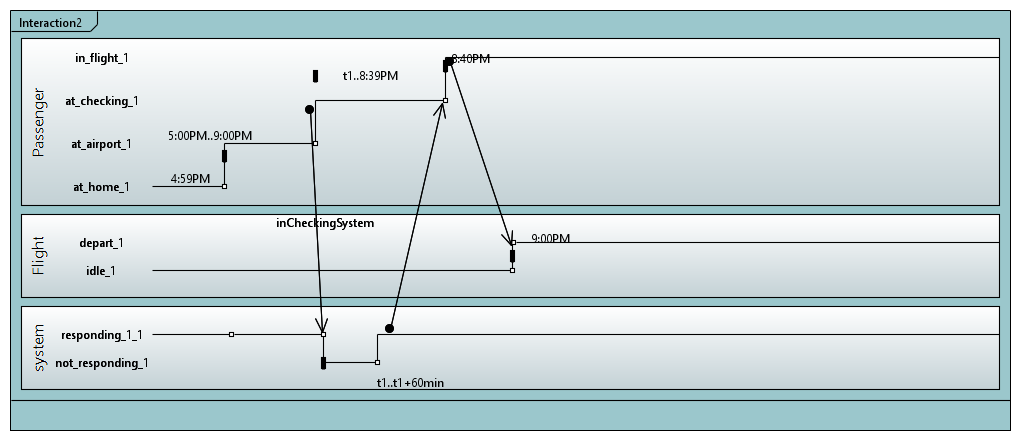 Interaction2
Passenger
in_flight_1
8:40PM
t1..8:39PM
at_checking_1
5:00PM..9:00PM
at_airport_1
4:59PM
at_home_1
inCheckingSystem
Flight
depart_1
9:00PM
idle_1
system
responding_1_1
not_responding_1
t1..t1+60min